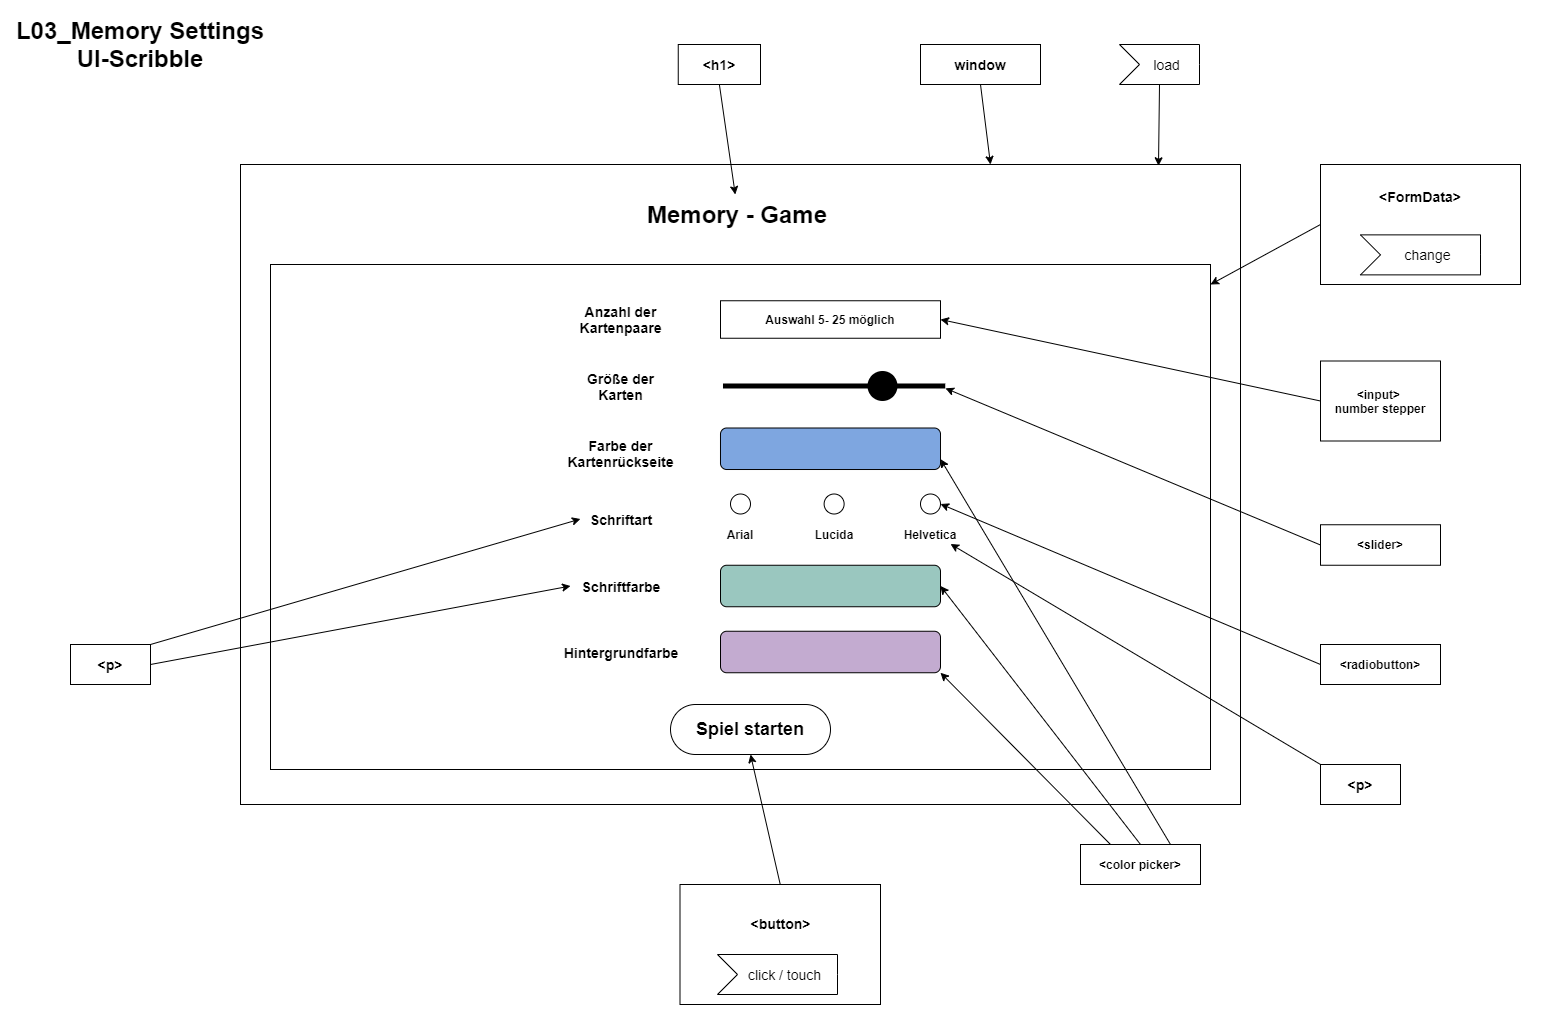 L03_Memory Settings
UI-Scribble
<h1>
window
load
Memory - Game
<FormData>
change
Anzahl der
Kartenpaare
Auswahl 5- 25 möglich
<input>
number stepper
Größe der
Karten
Farbe der
Kartenrückseite
Schriftart
Arial
Lucida
Helvetica
<slider>
Schriftfarbe
Hintergrundfarbe
<p>
<radiobutton>
Spiel starten
<p>
<color picker>
<button>
click / touch